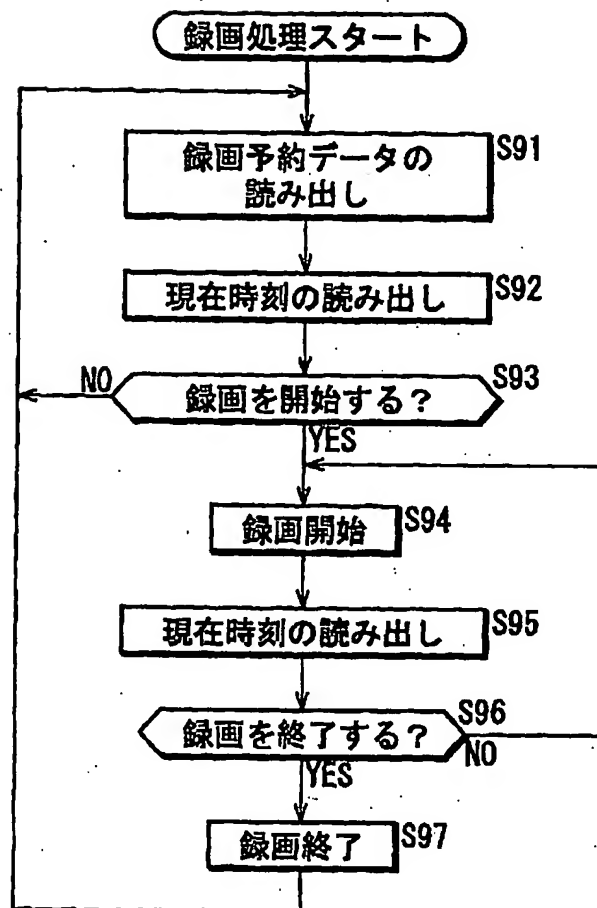 録画処理スタート
録画予約データの
読み出し
S91
現在時刻の読み出し
S92
録画を開始する?
S93
NO
YES
録画開始
S94
現在時刻の読み出し
S95
録画を終了する?
S96
NO
YES
録画終了
S97